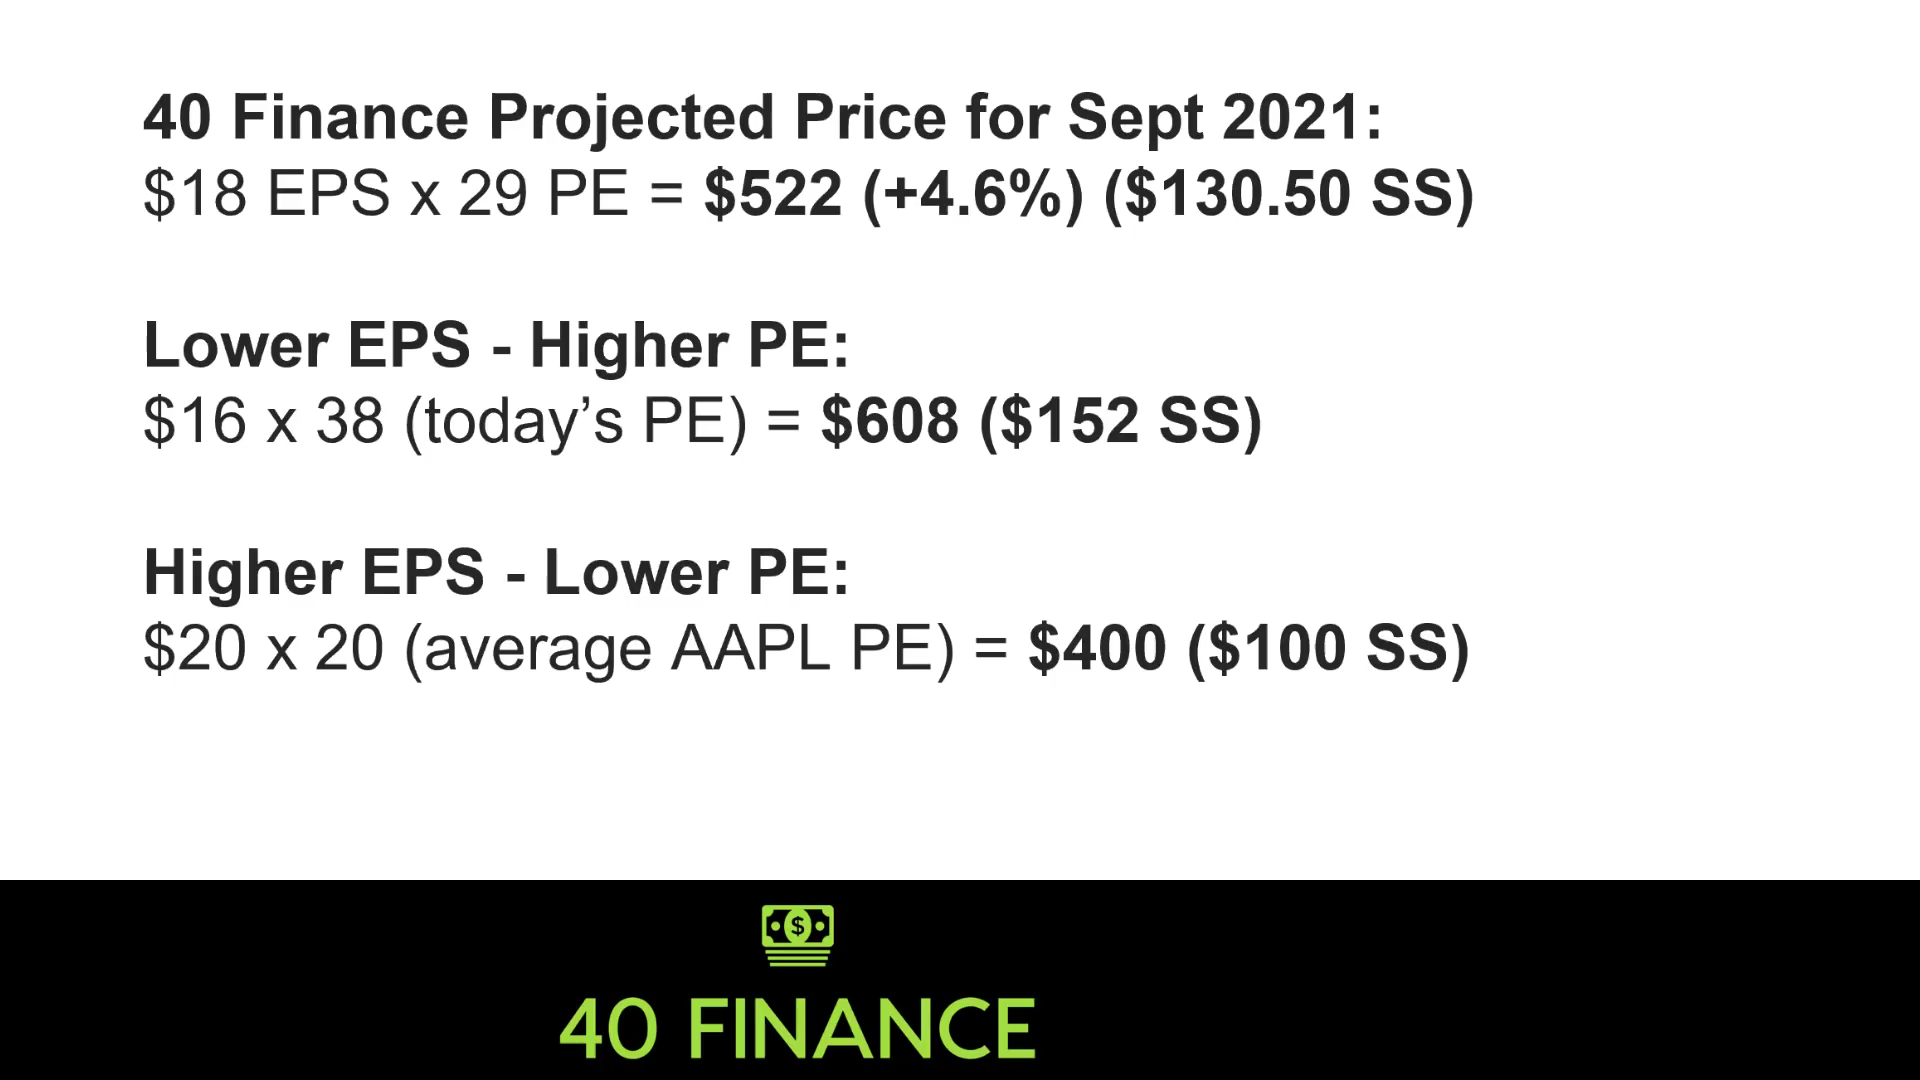 40 Finance Projected Price for Sept 2021:
$18 EPS x 29 PE = $522 (+4.6%) ($130.50 SS)
Lower EPS - Higher PE:
$16 x 38 (today’s PE) = $608 ($152 SS)
Higher EPS - Lower PE:
$20 x 20 (average AAPL PE) = $400 ($100 SS)
$
40 FINANCE